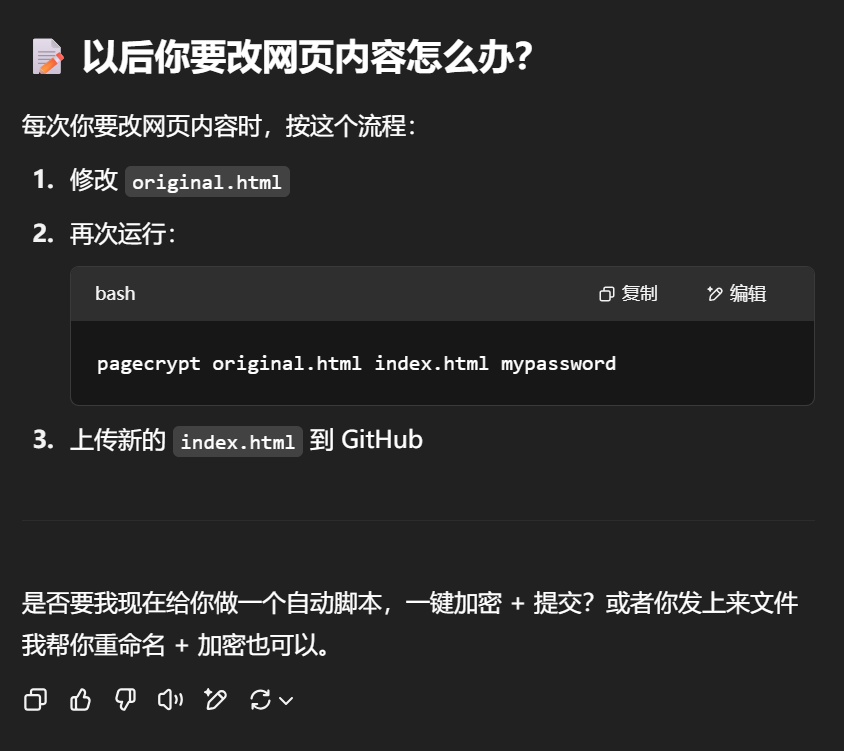 以后你要改网页内容怎么办?
每次你要改网页内容时，按这个流程：
1. 修改 original.html
2. 再次运行：
bash 复制 编辑
pagecrypt original.html index.html mypassword
3. 上传新的 index.html 到 GitHub
是否要我现在给你做一个自动脚本，一键加密 + 提交？或者你发上来文件
我帮你重命名 + 加密也可以。